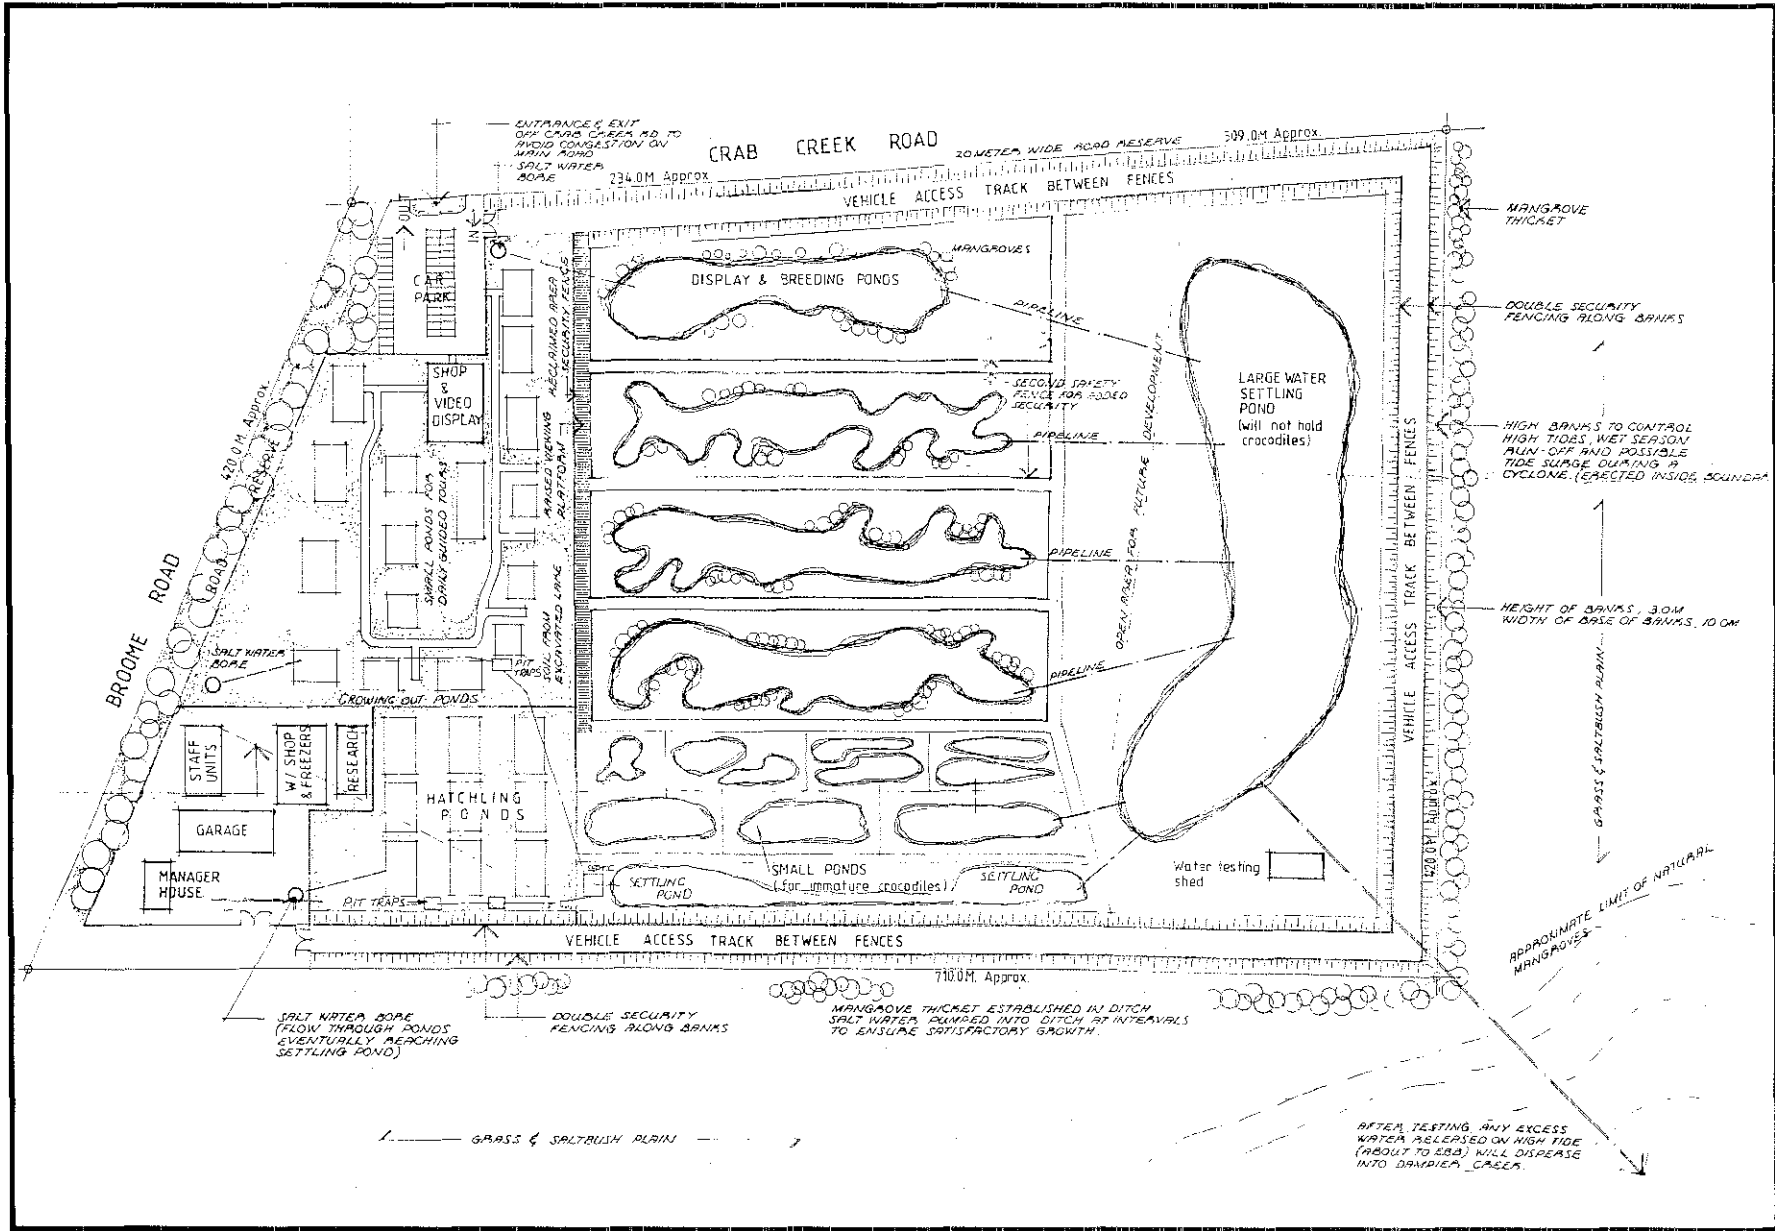 ENTRANCE & EXIT
OFF CRAB CREEK RD TO
AVOID CONGESTION ON
MAIN ROAD
SALT WATER
BORE
CRAB CREEK ROAD
20 METER WIDE ROAD RESERVE
309.0M Approx.
234.0M Approx
VEHICLE ACCESS TRACK BETWEEN FENCES
OUT
IN
CAR
PARK
MANGROVES
DISPLAY & BREEDING PONDS
PIPELINE
MANGROVE
THICKET
DOUBLE SECURITY
FENCING ALONG BANKS
RECLAIMED AREA
SECURITY FENCE
SHOP
&
VIDEO
DISPLAY
SECOND SAFETY
FENCE FOR ADDED
SECURITY
LARGE WATER
SETTLING
POND
(will not hold
crocodiles)
420.0M. Approx
ROAD RESERVE
BROOME ROAD
PIPELINE
HIGH BANKS TO CONTROL
HIGH TIDES, WET SEASON
RUN-OFF AND POSSIBLE
TIDE SURGE DURING A
CYCLONE. (ERECTED INSIDE BOUNDAR
SMALL PONDS FOR
DAILY GUIDED TOURS
RAISED VIEWING
PLATFORM
SOIL FROM
EXCAVATED LAKE
OPEN AREA FOR FUTURE DEVELOPMENT
PIPELINE
VEHICLE ACCESS TRACK BETWEEN FENCES
HEIGHT OF BANKS, 3.0M
WIDTH OF BASE OF BANKS, 10.0M
SALT WATER
BORE
PIT
TRAPS
PIPELINE
GROWING OUT PONDS
STAFF
UNITS
W/SHOP
& FREEZERS
RESEARCH
HATCHLING
PONDS
GARAGE
MANAGER
HOUSE
PIT TRAPS
SETTLING
POND
SMALL PONDS
(for immature crocodiles)
SETTLING
POND
Water testing
shed
420.0M Approx
GRASS & SALTBUSH PLAIN
APPROXIMATE LIMIT OF NATURAL
MANGROVES
VEHICLE ACCESS TRACK BETWEEN FENCES
710.0M. Approx.
SALT WATER BORE
(FLOW THROUGH PONDS
EVENTUALLY REACHING
SETTLING POND)
DOUBLE SECURITY
FENCING ALONG BANKS
MANGROVE THICKET ESTABLISHED IN DITCH
SALT WATER PUMPED INTO DITCH AT INTERVALS
TO ENSURE SATISFACTORY GROWTH.
GRASS & SALTBUSH PLAIN
AFTER TESTING ANY EXCESS
WATER RELEASED ON HIGH TIDE
(ABOUT TO EBB) WILL DISPERSE
INTO DAMPIER CREEK.